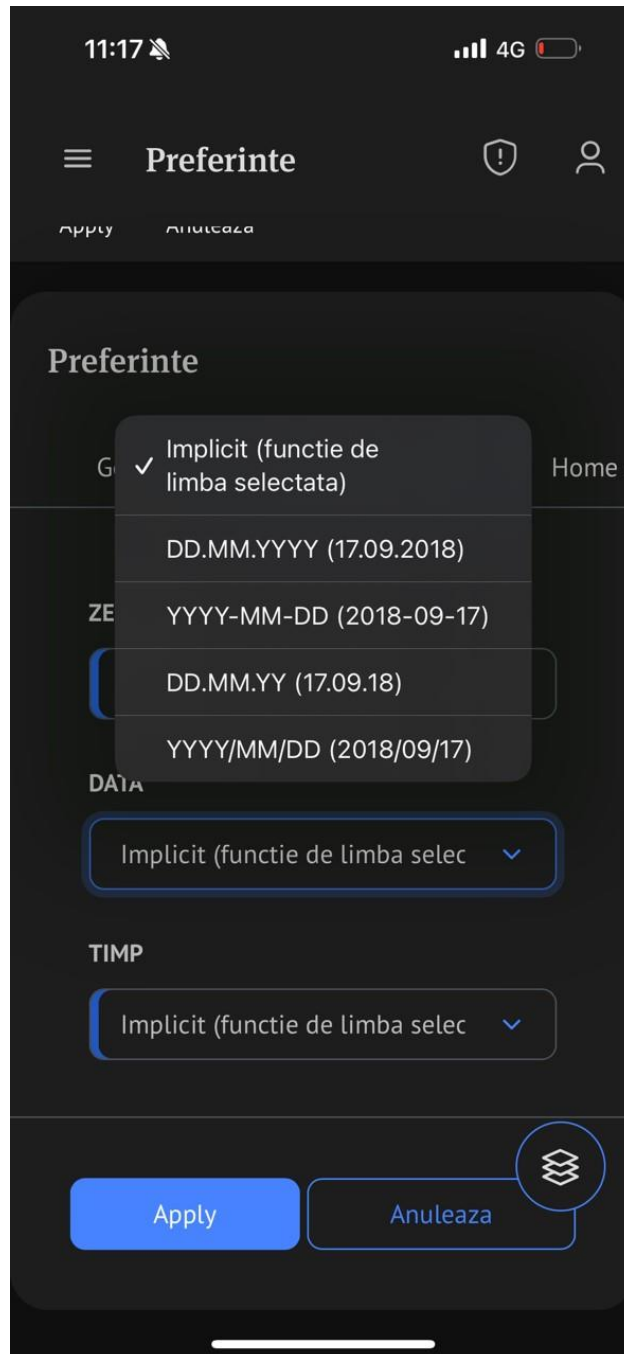 11:17
4G
Preferinte
Apply Anuleaza
Preferinte
Implicit (functie de
limba selectata)
Home
DD.MM.YYYY (17.09.2018)
ZE
YYYY-MM-DD (2018-09-17)
DD.MM.YY (17.09.18)
YYYY/MM/DD (2018/09/17)
DATA
Implicit (functie de limba selec
TIMP
Implicit (functie de limba selec
Apply
Anuleaza